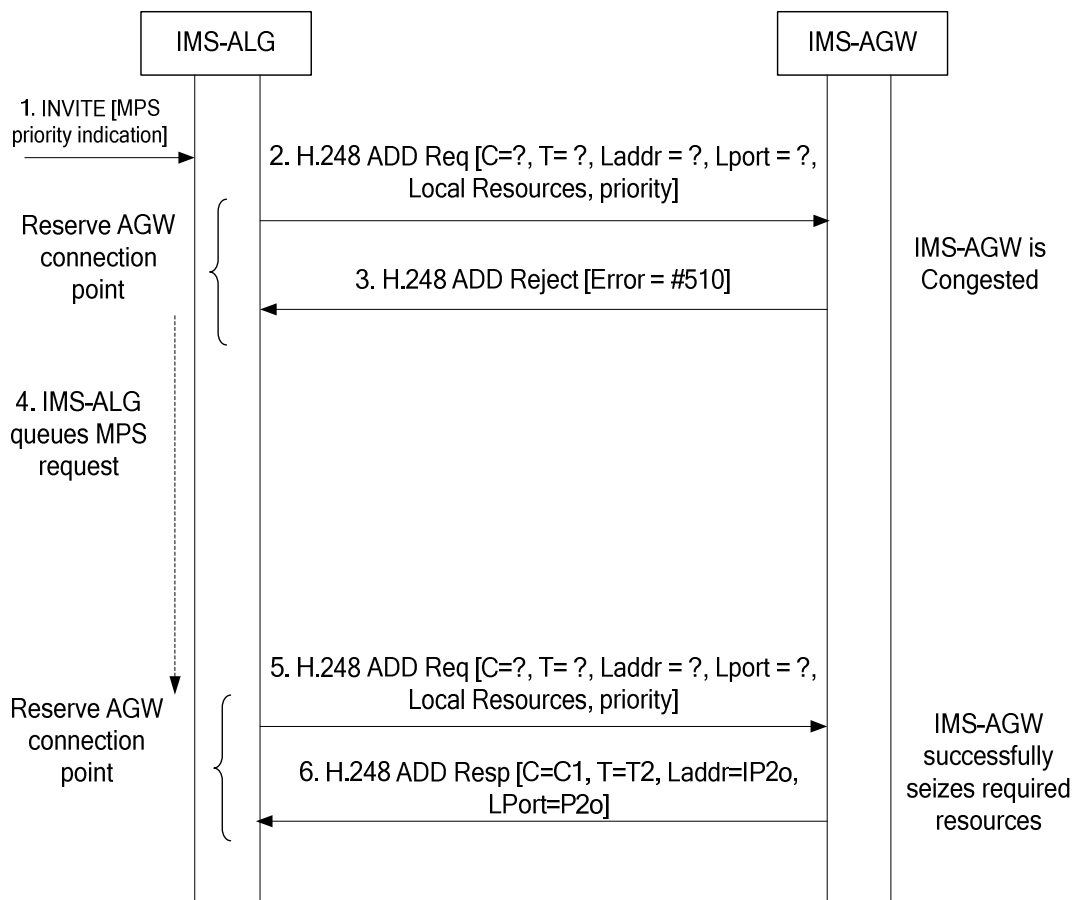 IMS-ALG
IMS-AGW
1. INVITE [MPS
priority indication]
2. H.248 ADD Req [C=?, T= ?, Laddr = ?, Lport = ?,
Local Resources, priority]
Reserve AGW
connection
point
IMS-AGW is
Congested
3. H.248 ADD Reject [Error = #510]
4. IMS-ALG
queues MPS
request
5. H.248 ADD Req [C=?, T= ?, Laddr = ?, Lport = ?,
Local Resources, priority]
Reserve AGW
connection
point
IMS-AGW
successfully
seizes required
resources
6. H.248 ADD Resp [C=C1, T=T2, Laddr=IP2o,
LPort=P2o]